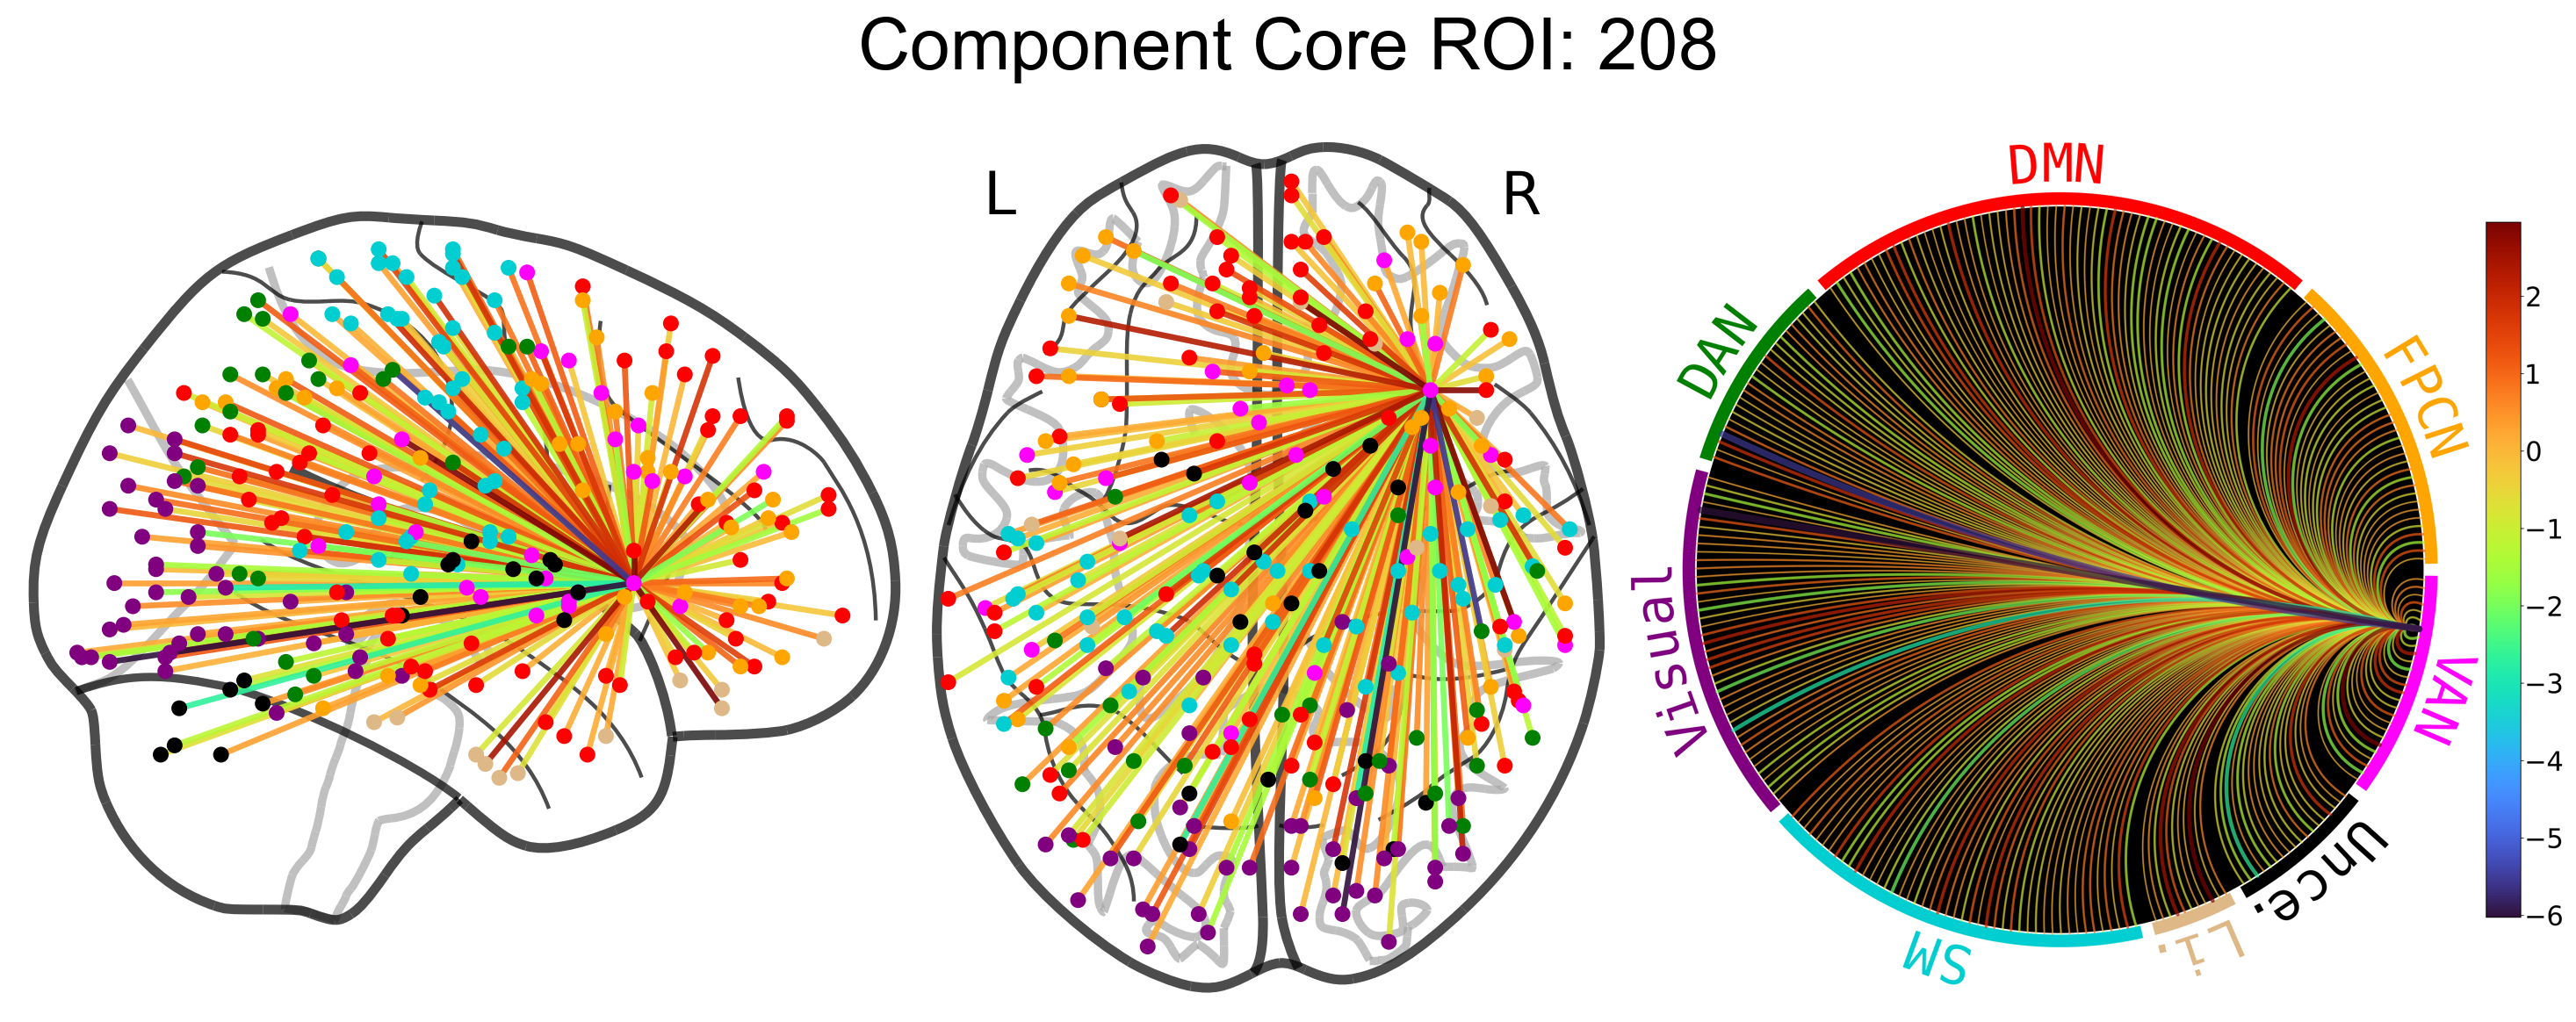 Component Core ROI: 208
L
R
DMN
FPCN
VAN
Unce.
Li.
SM
Visual
DAN
2
1
0
−1
−2
−3
−4
−5
−6